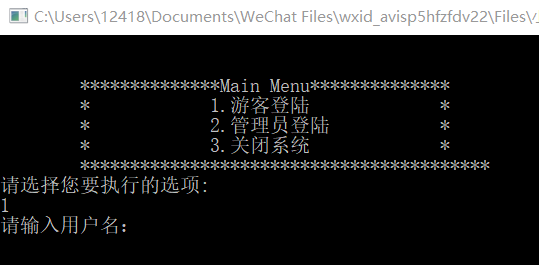 C:\Users\12418\Documents\WeChat Files\wxid_avisp5hfzfdv22\Files\
**************Main Menu**************
* 1.游客登陆 *
* 2.管理员登陆 *
* 3.关闭系统 *
*****************************************
请选择您要执行的选项:
1
请输入用户名: